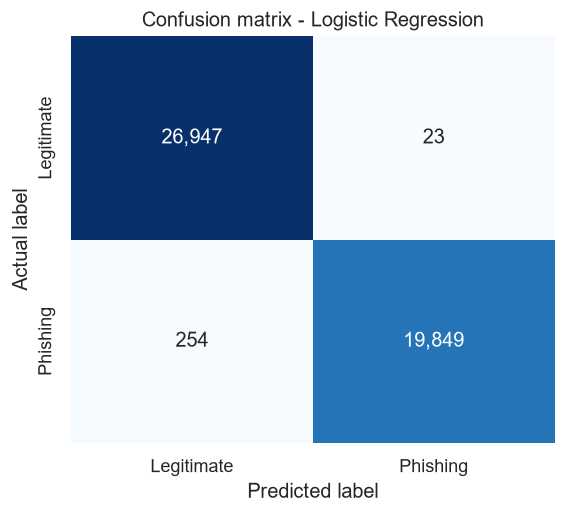 Confusion matrix - Logistic Regression
Legitimate
26,947
23
Actual label
Phishing
254
19,849
Legitimate
Phishing
Predicted label